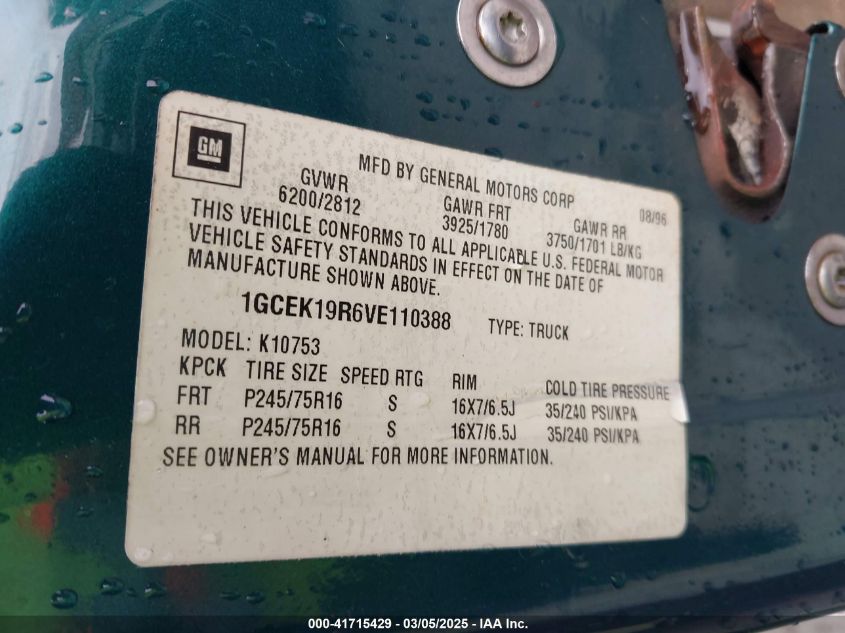 GM
MFD BY GENERAL MOTORS CORP 08/96
GVWR GAWR FRT GAWR RR
6200/2812 3925/1780 3750/1701 LB/KG
THIS VEHICLE CONFORMS TO ALL APPLICABLE U.S. FEDERAL MOTOR
VEHICLE SAFETY STANDARDS IN EFFECT ON THE DATE OF
MANUFACTURE SHOWN ABOVE.
1GCEK19R6VE110388 TYPE: TRUCK
MODEL: K10753
KPCK TIRE SIZE SPEED RTG RIM COLD TIRE PRESSURE
FRT P245/75R16 S 16X7/6.5J 35/240 PSI/KPA
RR P245/75R16 S 16X7/6.5J 35/240 PSI/KPA
SEE OWNER'S MANUAL FOR MORE INFORMATION.
000-41715429 - 03/05/2025 - IAA Inc.